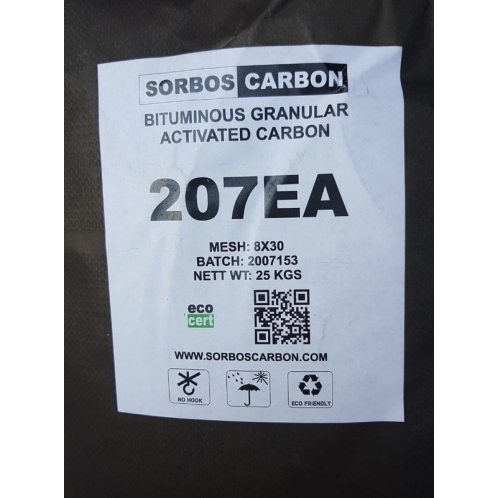 SORBOS CARBON
BITUMINOUS GRANULAR
ACTIVATED CARBON
207EA
MESH: 8X30
BATCH: 2007153
NETT WT: 25 KGS
eco
cert
WWW.SORBOSCARBON.COM
NO HOOK
ECO FRIENDLY